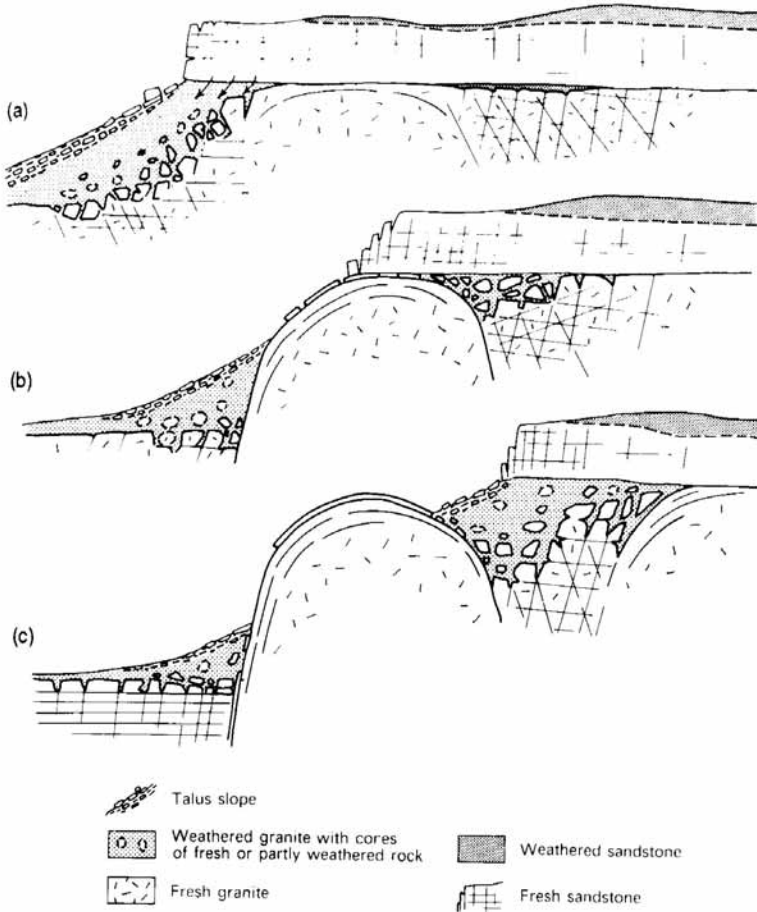 (a)
(b)
(c)
Talus slope
Weathered granite with cores
of fresh or partly weathered rock
Weathered sandstone
Fresh granite
Fresh sandstone